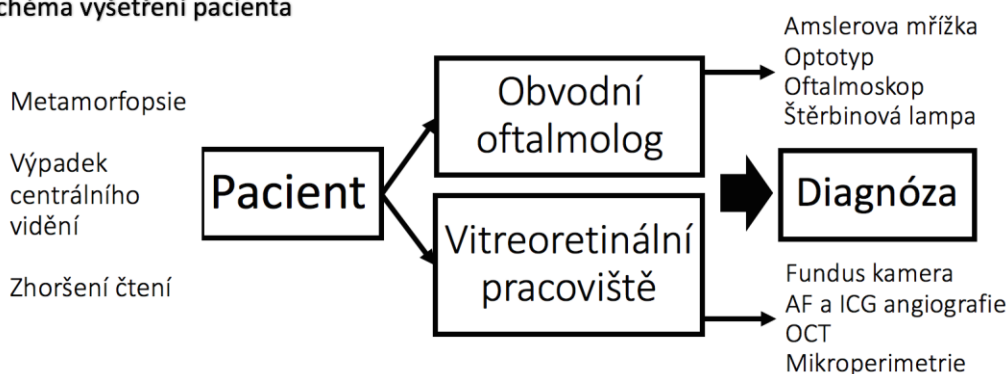 chéma vyšetření pacienta
Metamorfopsie
Výpadek
centrálního
vidění
Zhoršení čtení
Pacient
Obvodní
oftalmolog
Vitreoretinální
pracoviště
Amslerova mřížka
Optotyp
Oftalmoskop
Štěrbinová lampa
Diagnóza
Fundus kamera
AF a ICG angiografie
OCT
Mikroperimetrie